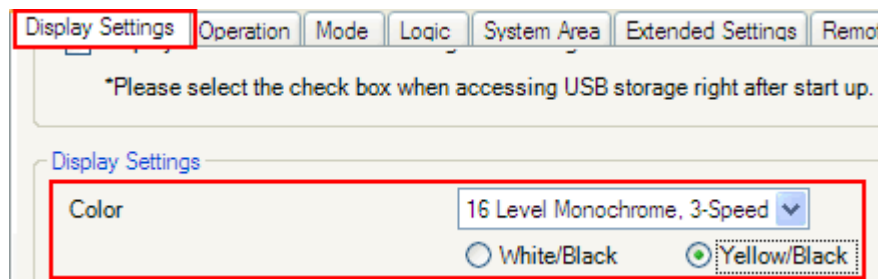 Display Settings Operation Mode Logic System Area Extended Settings Remo
*Please select the check box when accessing USB storage right after start up.
Display Settings
Color 16 Level Monochrome, 3-Speed
White/Black Yellow/Black